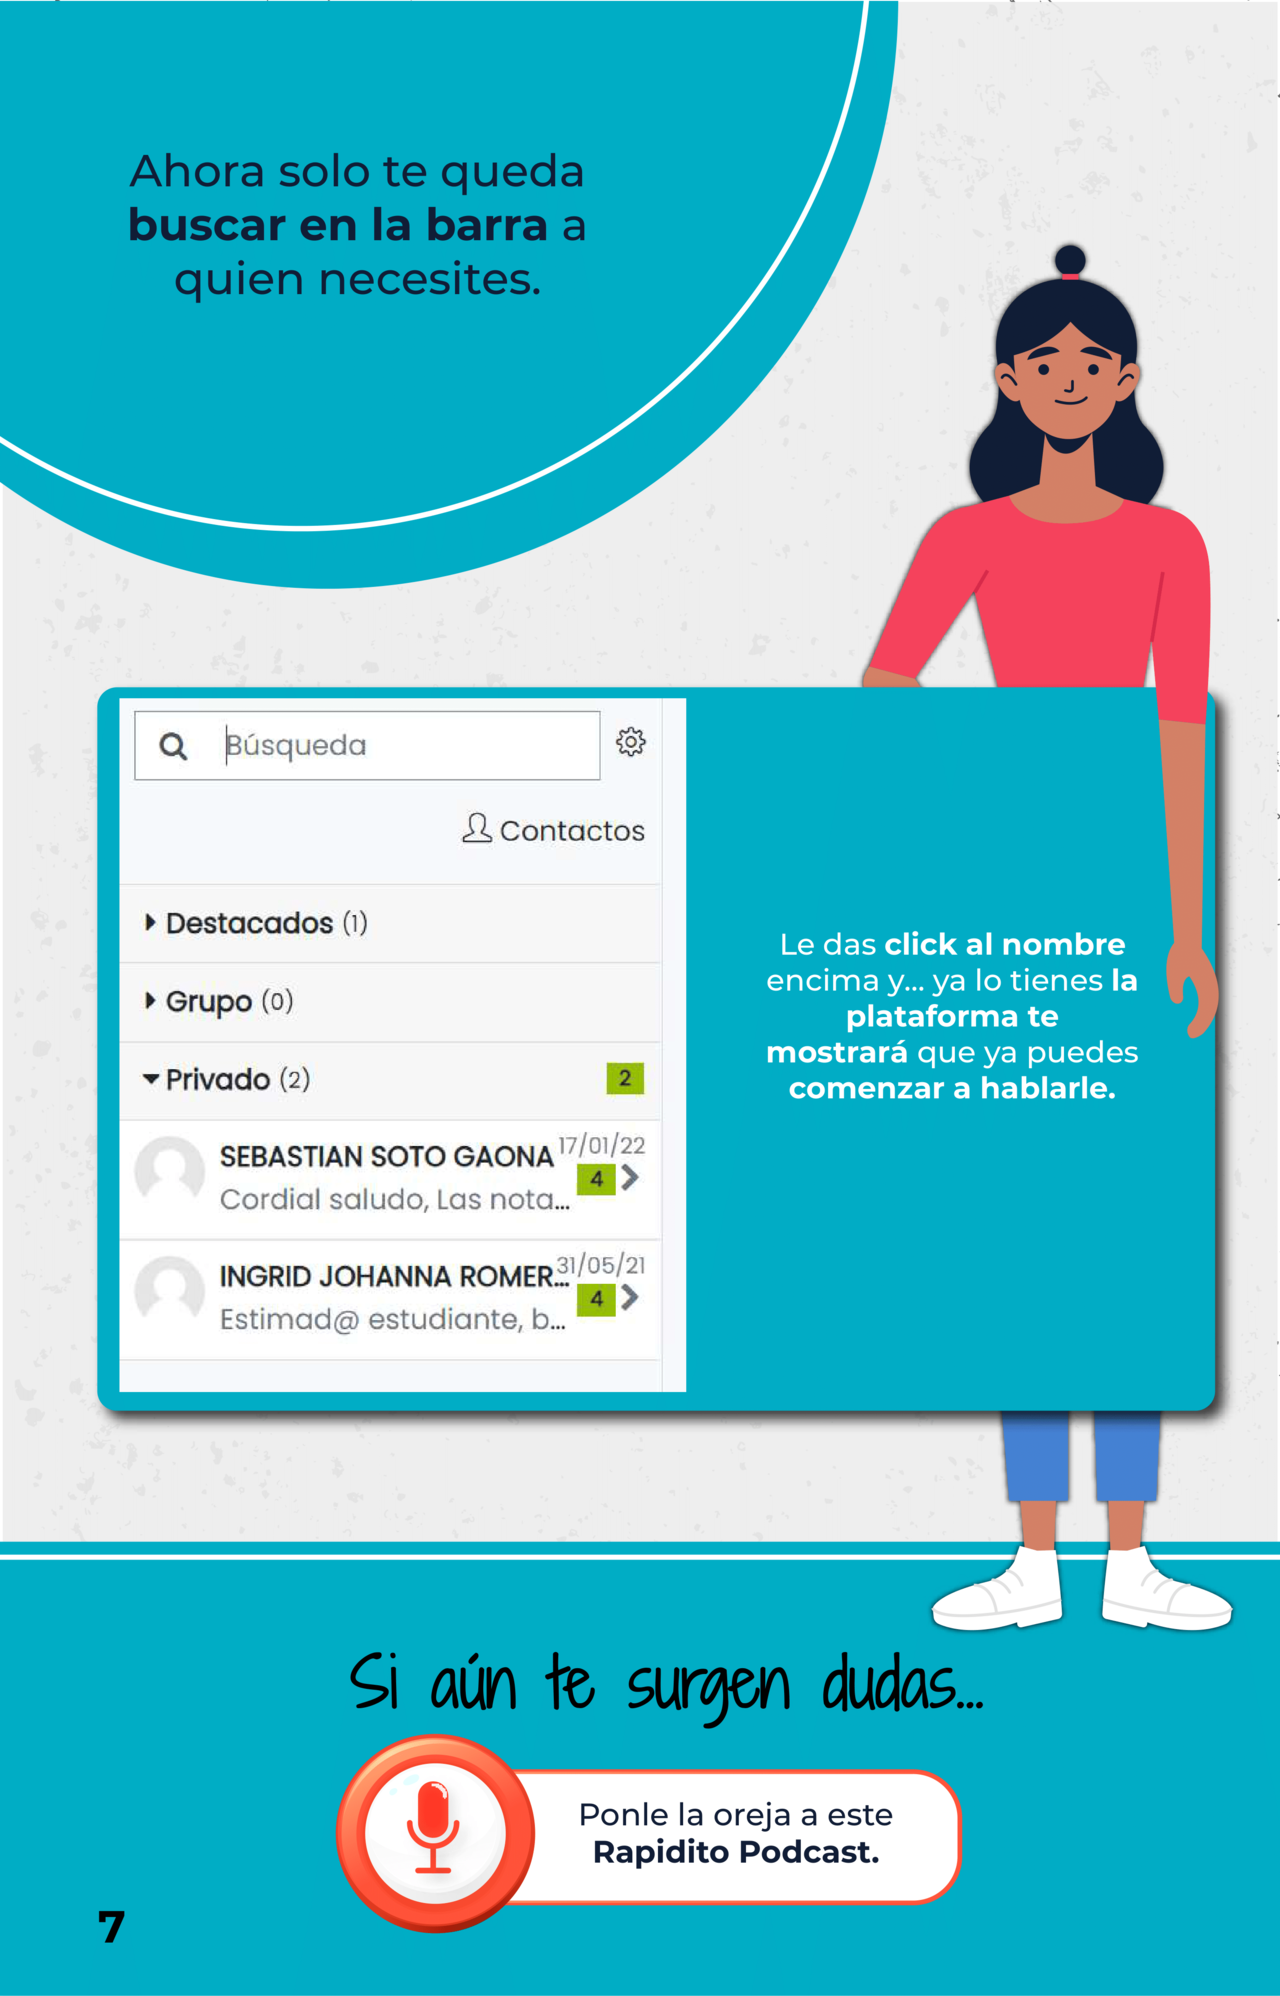 Ahora solo te queda
buscar en la barra a
quien necesites.
Búsqueda
Contactos
Destacados (1)
Grupo (0)
Privado (2) 2
SEBASTIAN SOTO GAONA 17/01/22
Cordial saludo, Las nota... 4
INGRID JOHANNA ROMER... 31/05/21
Estimad@ estudiante, b... 4
Le das click al nombre
encima y... ya lo tienes la
plataforma te
mostrará que ya puedes
comenzar a hablarle.
Si aún te surgen dudas...
Ponle la oreja a este
Rapidito Podcast.
7